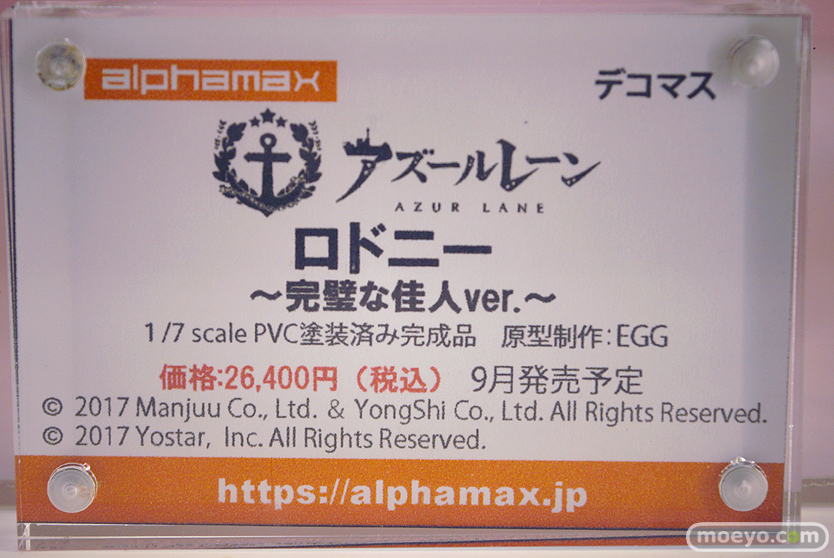 alphamax
デコマス
アズールレーン
AZUR LANE
ロドニー
～完璧な佳人ver.～
1/7 scale PVC塗装済み完成品　原型制作：EGG
価格:26,400円（税込）　9月発売予定
© 2017 Manjuu Co., Ltd. & YongShi Co., Ltd. All Rights Reserved.
© 2017 Yostar, Inc. All Rights Reserved.
https://alphamax.jp
moeyo.com